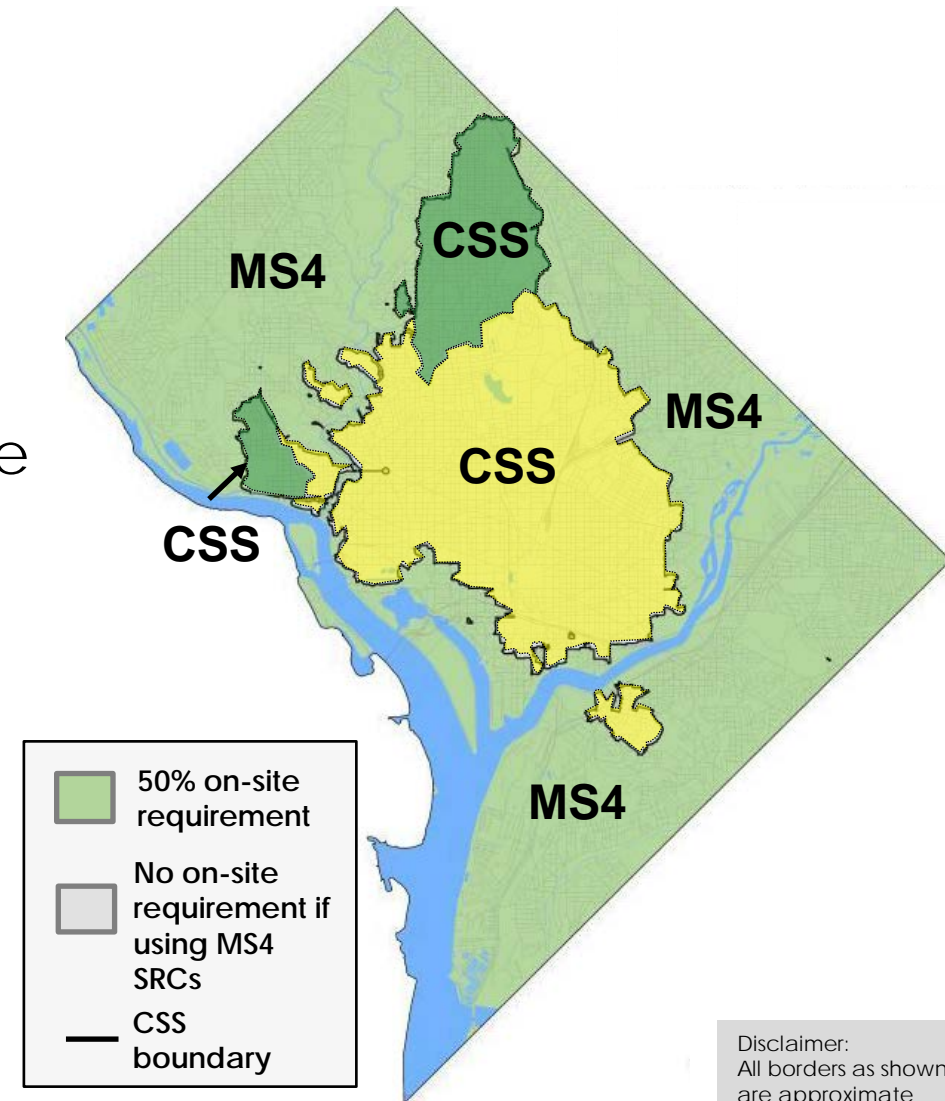 CSS
MS4
MS4
e
CSS
CSS
MS4
50% on-site
requirement
No on-site
requirement if
using MS4
SRCs
CSS
boundary
Disclaimer:
All borders as shown
are approximate